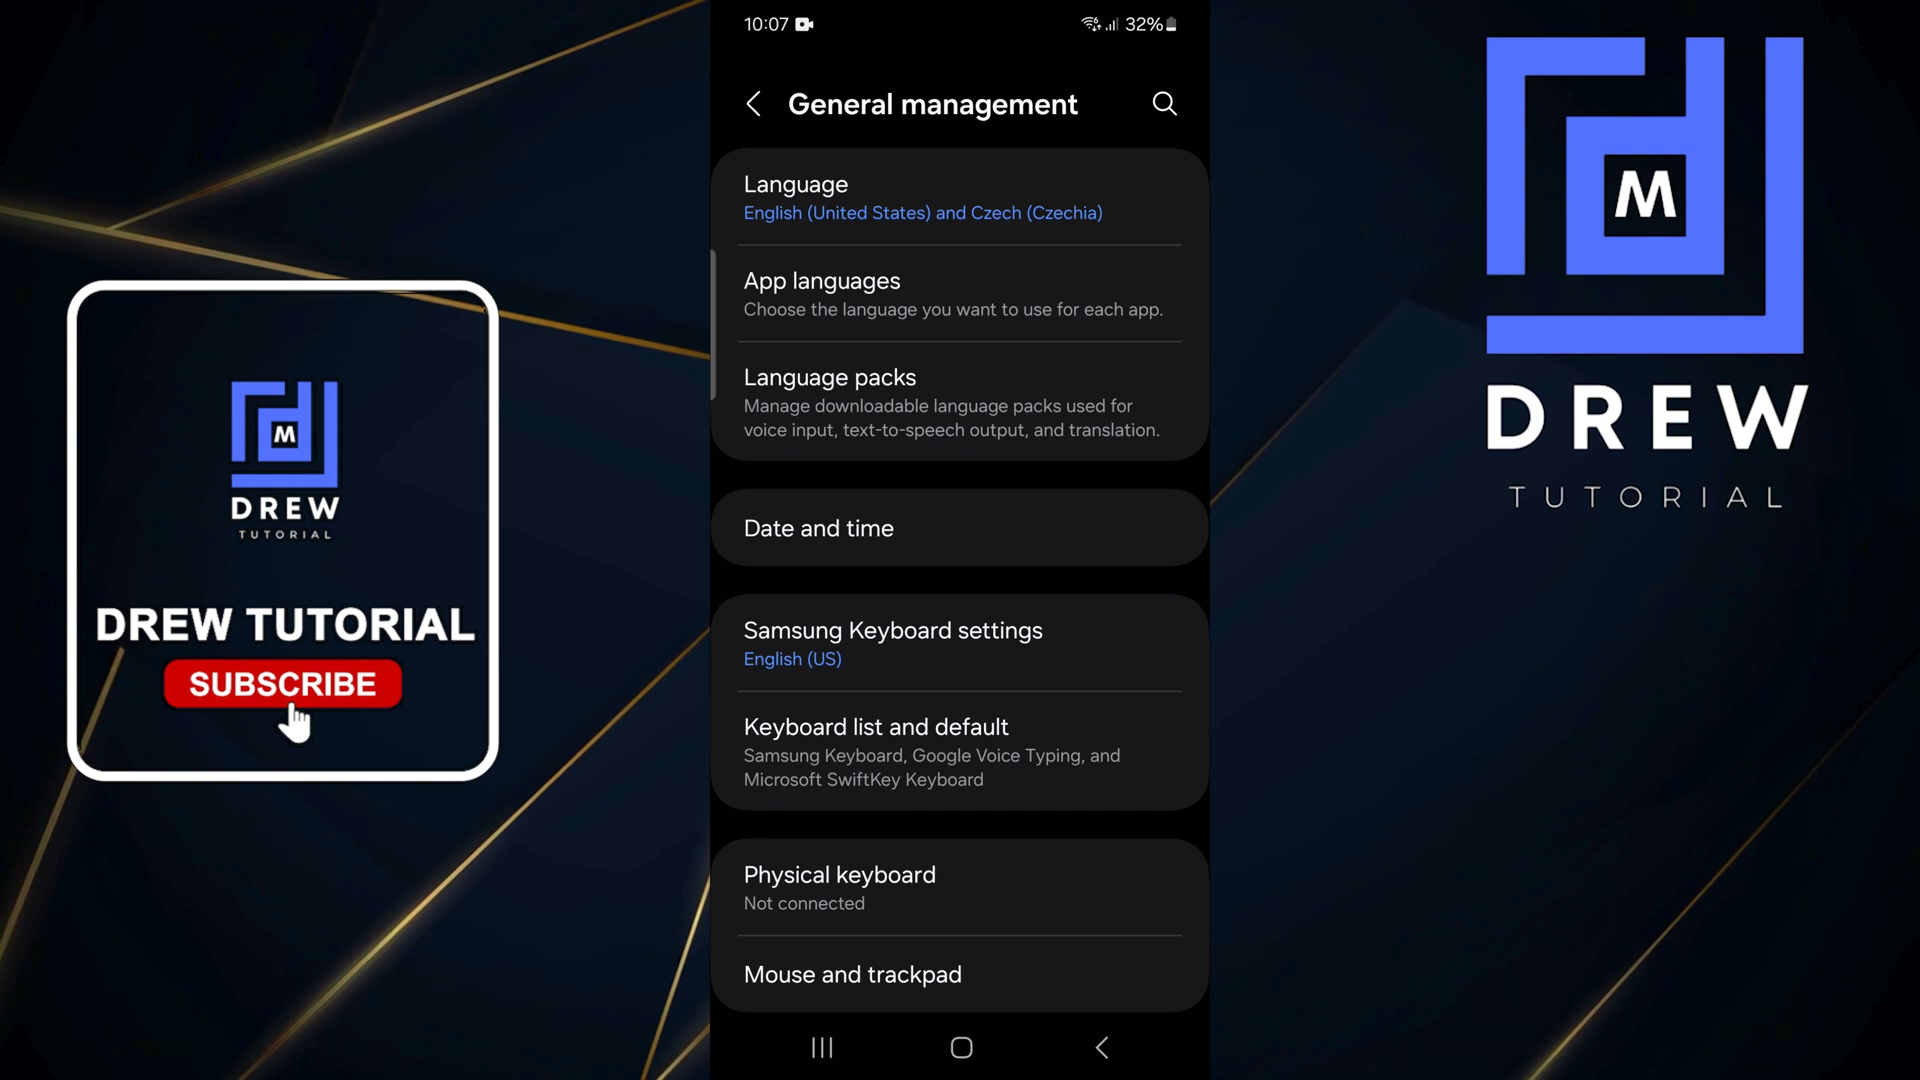 10:07
32%
General management
Language
English (United States) and Czech (Czechia)
App languages
Choose the language you want to use for each app.
Language packs
Manage downloadable language packs used for
voice input, text-to-speech output, and translation.
Date and time
Samsung Keyboard settings
English (US)
Keyboard list and default
Samsung Keyboard, Google Voice Typing, and
Microsoft SwiftKey Keyboard
Physical keyboard
Not connected
Mouse and trackpad
M
DREW
TUTORIAL
DREW TUTORIAL
SUBSCRIBE
M
DREW
TUTORIAL